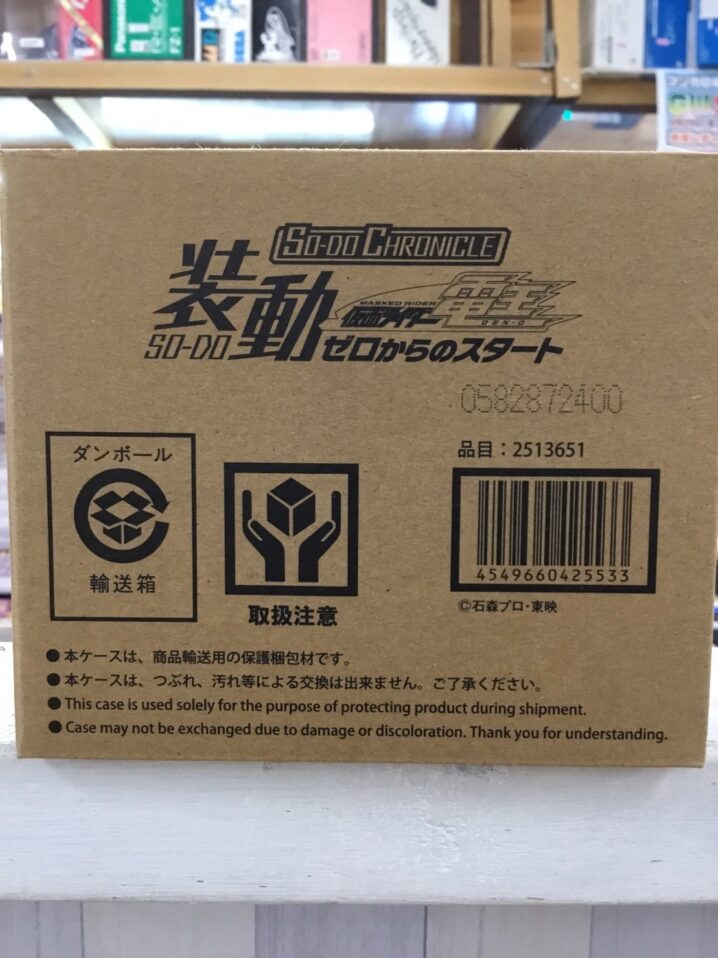 Panasonic
FZ-1
SEGA
GW
SO-DO CHRONICLE
装動
SO-DO
MASKED RIDER
仮面ライダー電王
DEN-O
ゼロからのスタート
0582872400
ダンボール
輸送箱
取扱注意
品目：2513651
4549660425533
©石森プロ・東映
●本ケースは、商品輸送用の保護梱包材です。
●本ケースは、つぶれ、汚れ等による交換は出来ません。ご了承ください。
●This case is used solely for the purpose of protecting product during shipment.
●Case may not be exchanged due to damage or discoloration. Thank you for understanding.